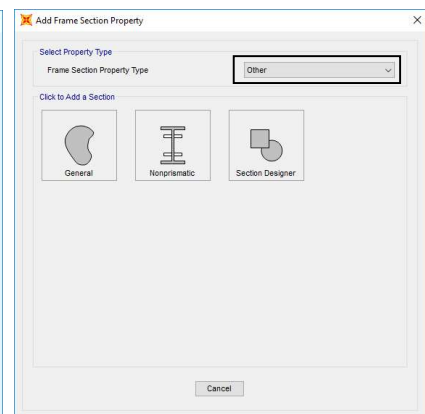 Add Frame Section Property
Select Property Type
Frame Section Property Type
Other
Click to Add a Section
General
Nonprismatic
Section Designer
Cancel